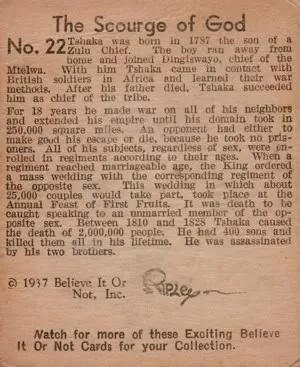 The Scourge of God
No. 22 Tshaka was born in 1787 the son of a
Zulu Chief. The boy ran away from
home and joined Dingiswayo, chief of the
Mtelwa. With him Tshaka came in contact with
British soldiers in Africa and learned their war
methods. After his father died, Tshaka succeeded
him as chief of the tribe.
For 18 years he made war on all of his neighbors
and extended his empire until his domain took in
250,000 square miles. An opponent had either to
make good his escape or die, because he took no pris-
oners. All of his subjects, regardless of sex, were en-
rolled in regiments according to their ages. When a
regiment reached marriageable age, the King ordered
a mass wedding with the corresponding regiment of
the opposite sex. This wedding in which about
25,000 couples would take part, took place at the
Annual Feast of First Fruits. It was death to be
caught speaking to an unmarried member of the op-
posite sex. Between 1810 and 1828 Tshaka caused
the death of 2,000,000 people. He had 400 sons and
killed them all in his lifetime. He was assassinated
by his two brothers.
© 1937 Believe It Or
Not, Inc.
Ripley
Watch for more of these Exciting Believe
It Or Not Cards for your Collection.